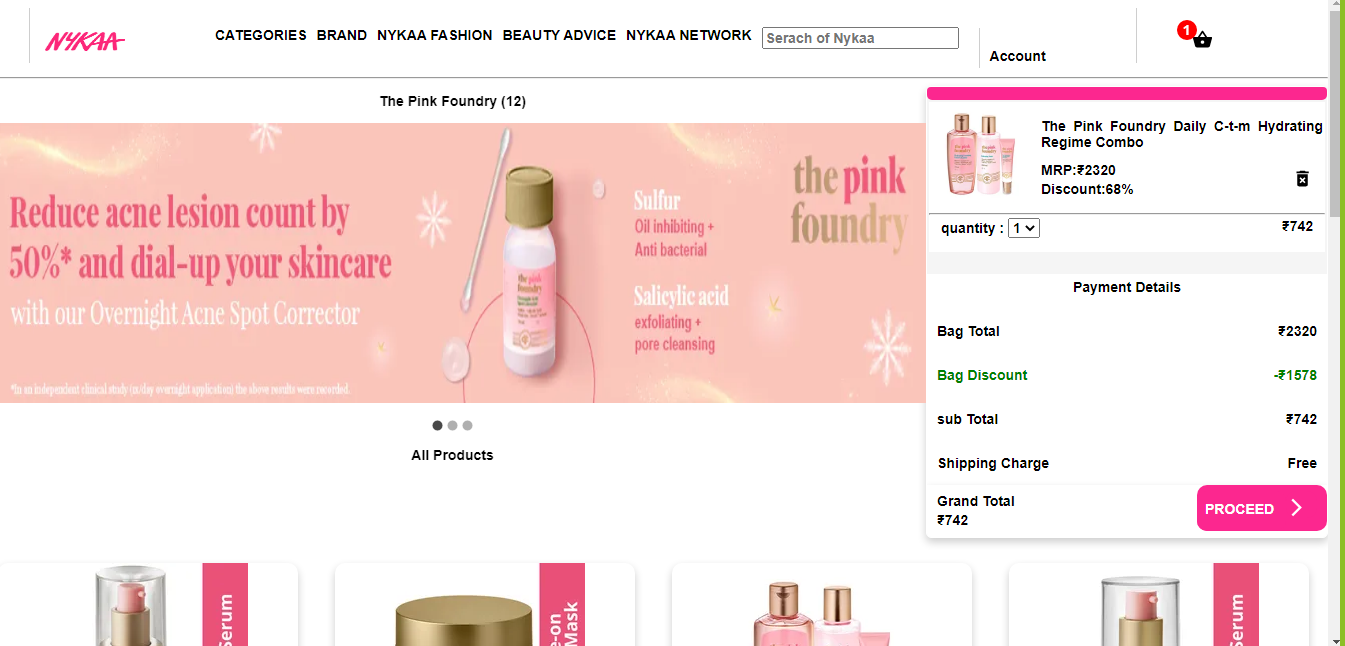 NYKAA
CATEGORIES BRAND NYKAA FASHION BEAUTY ADVICE NYKAA NETWORK
Serach of Nykaa
Account
1
The Pink Foundry (12)
Reduce acne lesion count by
50%* and dial-up your skincare
with our Overnight Acne Spot Corrector
*In an independent clinical study (1x/day overnight application) the above results were recorded.
the pink
foundry
Sulfur
Oil inhibiting +
Anti bacterial
Salicylic acid
exfoliating +
pore cleansing
the pink
foundry
All Products
The Pink Foundry Daily C-t-m Hydrating
Regime Combo
MRP:₹2320
Discount:68%
quantity : 1
₹742
Payment Details
Bag Total ₹2320
Bag Discount -₹1578
sub Total ₹742
Shipping Charge Free
Grand Total
₹742
PROCEED
Serum
e-on
Mask
Serum